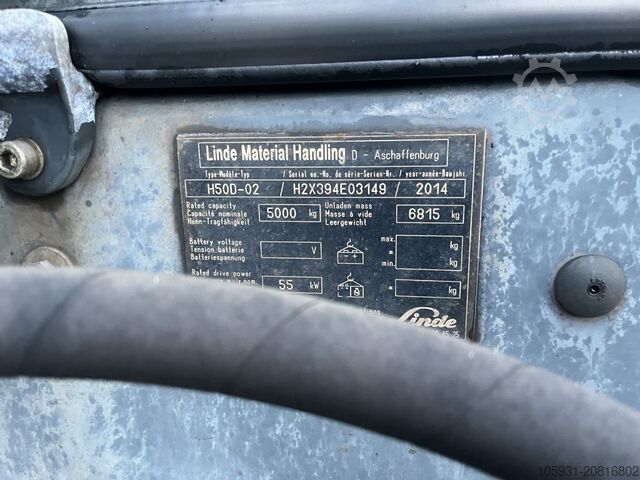 Linde Material Handling D - Aschaffenburg
Type-Modèle-Typ / Serial no.-No. de série-Serien-Nr. / year-année-Baujahr
H50D-02 / H2X394E03149 / 2014
Rated capacity
Capacité nominale
Nenn-Tragfähigkeit
5000 kg
Unladen mass
Masse à vide
Leergewicht
6815 kg
Battery voltage
Tension batterie
Batteriespannung
V
max.
* kg
min. kg
Rated drive power
55 kW
* kg
Linde
105931-20816802